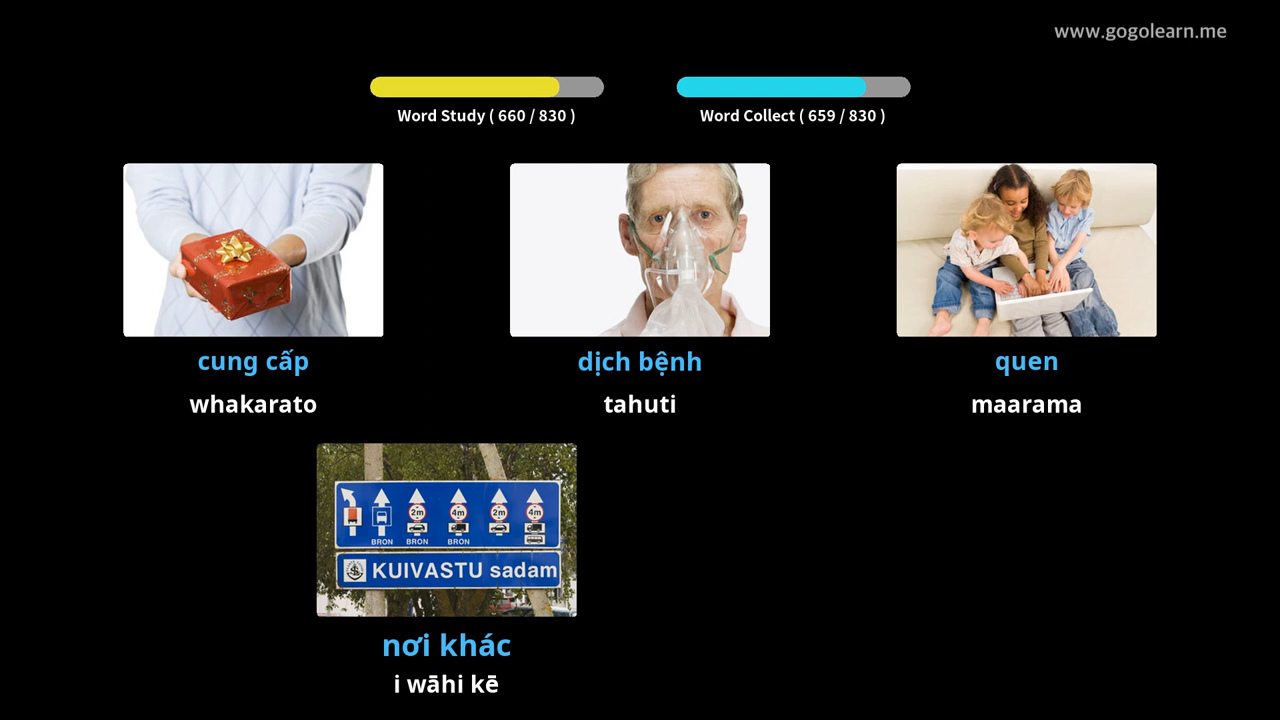 www.gogolearn.me
Word Study ( 660 / 830 )
Word Collect ( 659 / 830 )
cung cấp
dịch bệnh
quen
whakarato
tahuti
maarama
2m
4m
2m
4m
BRON
BRON
BRON
KUIVASTU sadam
nơi khác
i wāhi kē